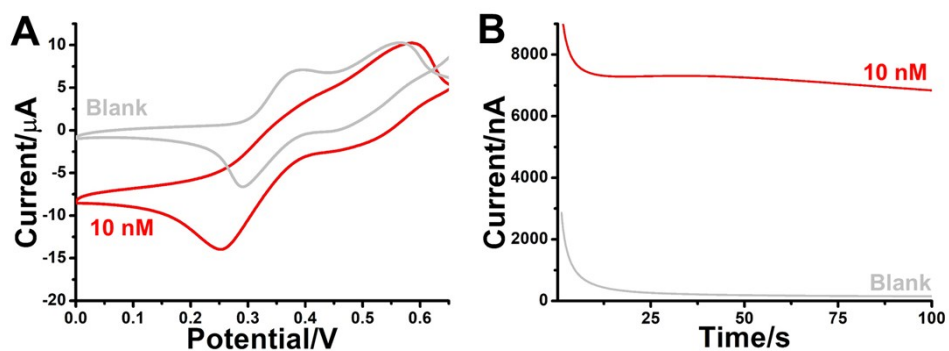 A
Current/μA
10
5
0
-5
-10
-15
-20
Blank
10 nM
0.0 0.1 0.2 0.3 0.4 0.5 0.6
Potential/V
B
Current/nA
8000
6000
4000
2000
0
10 nM
Blank
25 50 75 100
Time/s